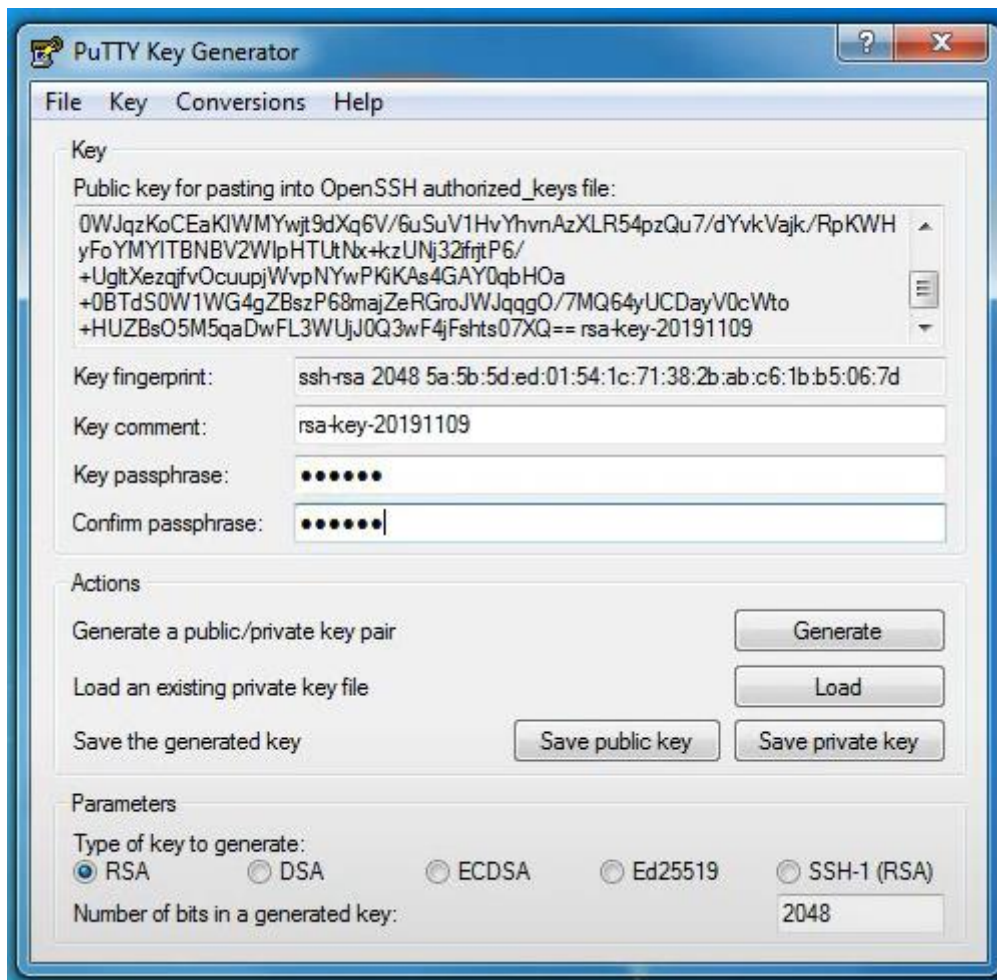 PuTTY Key Generator
File Key Conversions Help
Key
Public key for pasting into OpenSSH authorized_keys file:
0WJqzKoCEaKIWMYwjt9dXq6V/6uSuV1HvYhvnAzXLR54pzQu7/dYvkVajk/RpKWH
yFoYMYITBNBV2WlpHTUtNx+kzUNj32ifrjtP6/
+UgltXezqjfvOcuupjWvpNYwPKiKAs4GAY0qbHOa
+0BTdS0W1WG4gZBszP68majZeRGroJWJqqgO/7MQ64yUCDayV0cWto
+HUZBsO5M5qaDwFL3WUjJ0Q3wF4jFshts07XQ== rsa-key-20191109
Key fingerprint: ssh-rsa 2048 5a:5b:5d:ed:01:54:1c:71:38:2b:ab:c6:1b:b5:06:7d
Key comment: rsa-key-20191109
Key passphrase: ●●●●●●
Confirm passphrase: ●●●●●●
Actions
Generate a public/private key pair Generate
Load an existing private key file Load
Save the generated key Save public key Save private key
Parameters
Type of key to generate:
RSA DSA ECDSA Ed25519 SSH-1 (RSA)
Number of bits in a generated key: 2048